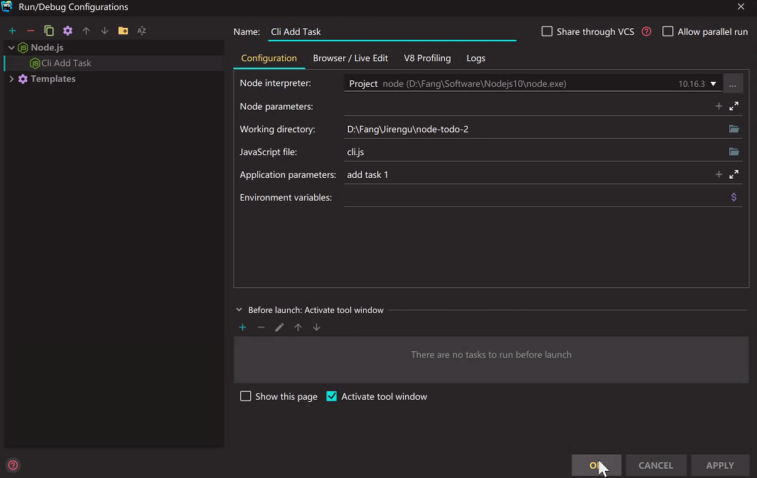 Run/Debug Configurations
Name: Cli Add Task Share through VCS Allow parallel run
Node.js
Cli Add Task
Templates
Configuration Browser / Live Edit V8 Profiling Logs
Node interpreter: Project node (D:\Fang\Software\Nodejs10\node.exe) 10.16.3
Node parameters:
Working directory: D:\Fang\Jirengu\node-todo-2
JavaScript file: cli.js
Application parameters: add task 1
Environment variables:
Before launch: Activate tool window
There are no tasks to run before launch
Show this page Activate tool window
CANCEL APPLY